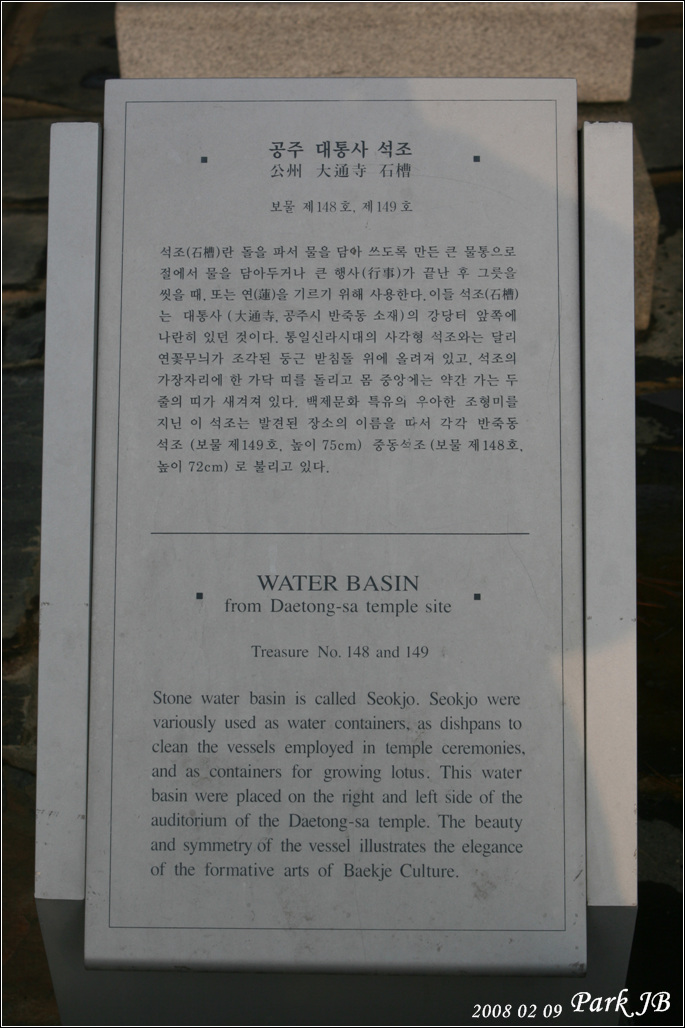 공주 대통사 석조
公州 大通寺 石槽
보물 제148호, 제149호
석조(石槽)란 돌을 파서 물을 담아 쓰도록 만든 큰 물통으로
절에서 물을 담아두거나 큰 행사(行事)가 끝난 후 그릇을
씻을 때, 또는 연(蓮)을 기르기 위해 사용한다. 이들 석조(石槽)
는 대통사 (大通寺, 공주시 반죽동 소재)의 강당터 앞쪽에
나란히 있던 것이다. 통일신라시대의 사각형 석조와는 달리
연꽃무늬가 조각된 둥근 받침돌 위에 올려져 있고, 석조의
가장자리에 한 가닥 띠를 돌리고 몸 중앙에는 약간 가는 두
줄의 띠가 새겨져 있다. 백제문화 특유의 우아한 조형미를
지닌 이 석조는 발견된 장소의 이름을 따서 각각 반죽동
석조 (보물 제149호, 높이 75cm) 중동석조 (보물 제148호,
높이 72cm) 로 불리고 있다.
WATER BASIN
from Daetong-sa temple site
Treasure No. 148 and 149
Stone water basin is called Seokjo. Seokjo were
variously used as water containers, as dishpans to
clean the vessels employed in temple ceremonies,
and as containers for growing lotus. This water
basin were placed on the right and left side of the
auditorium of the Daetong-sa temple. The beauty
and symmetry of the vessel illustrates the elegance
of the formative arts of Baekje Culture.
2008 02 09 Park JB